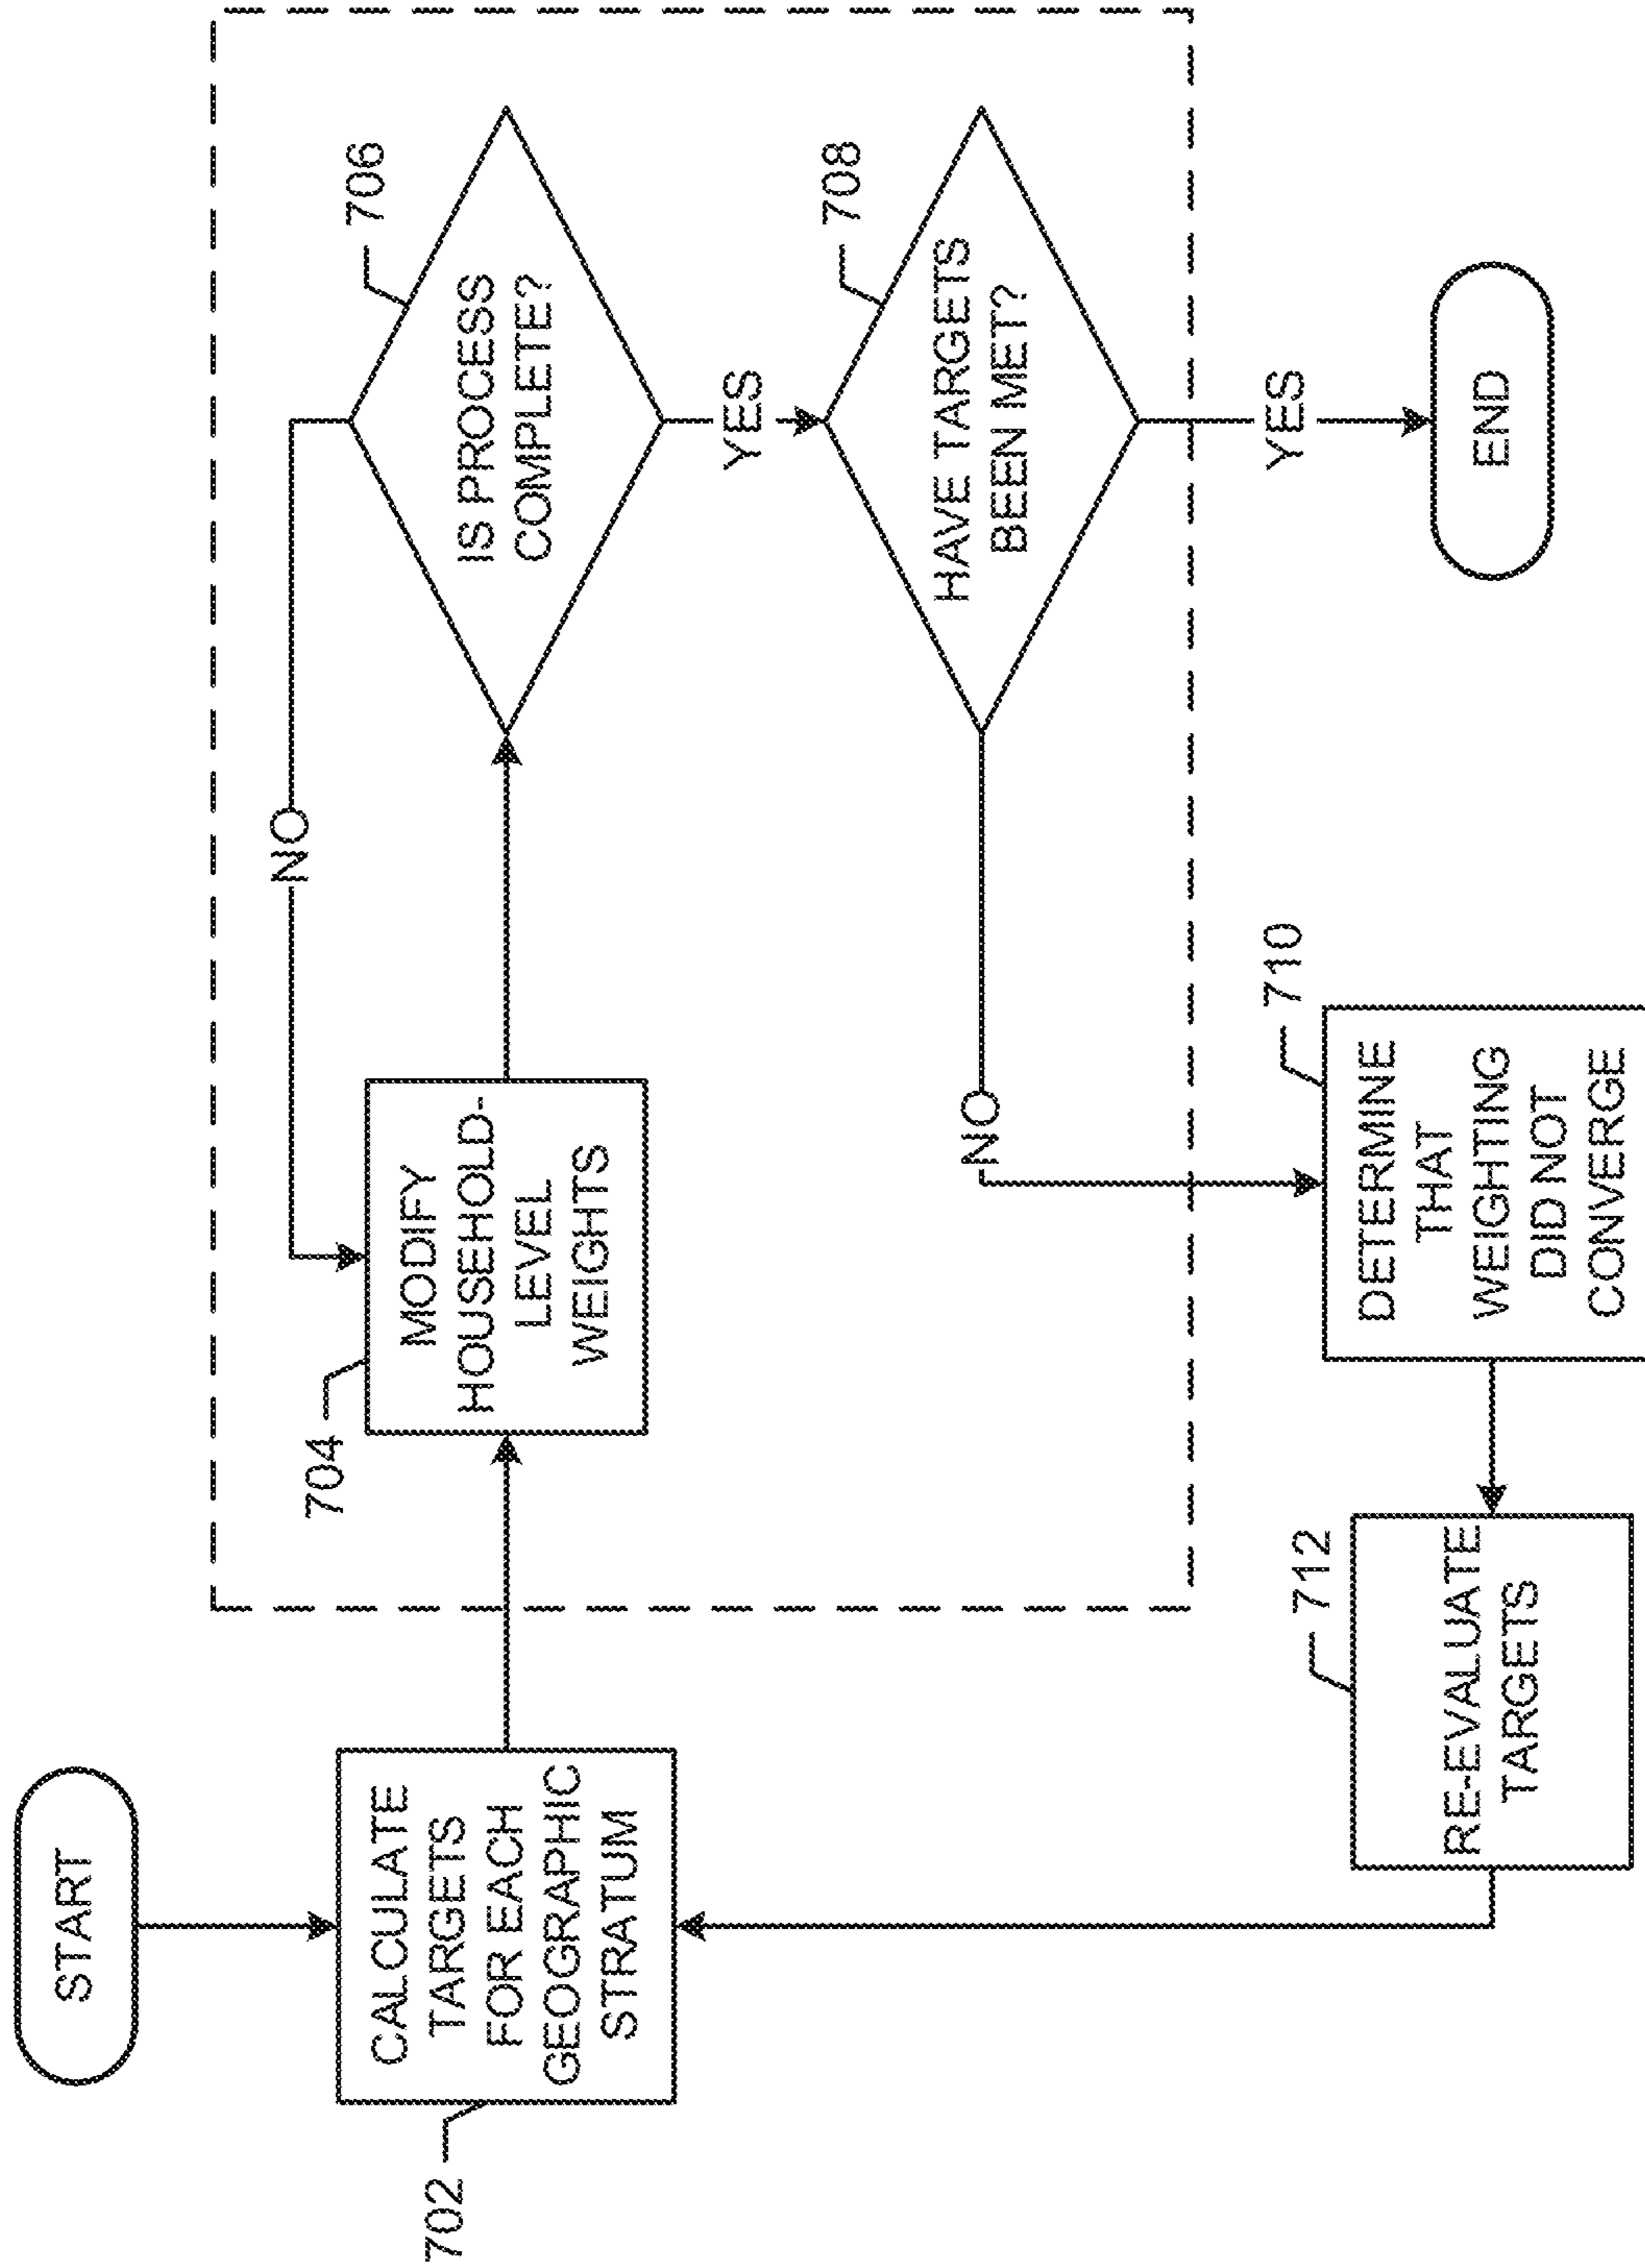 START
702
CALCULATE
TARGETS
FOR EACH
GEOGRAPHIC
STRATUM
704
MODIFY
HOUSEHOLD-
LEVEL
WEIGHTS
NO
706
IS PROCESS
COMPLETE?
YES
708
HAVE TARGETS
BEEN MET?
NO
YES
END
710
DETERMINE
THAT
WEIGHTING
DID NOT
CONVERGE
712
RE-EVALUATE
TARGETS